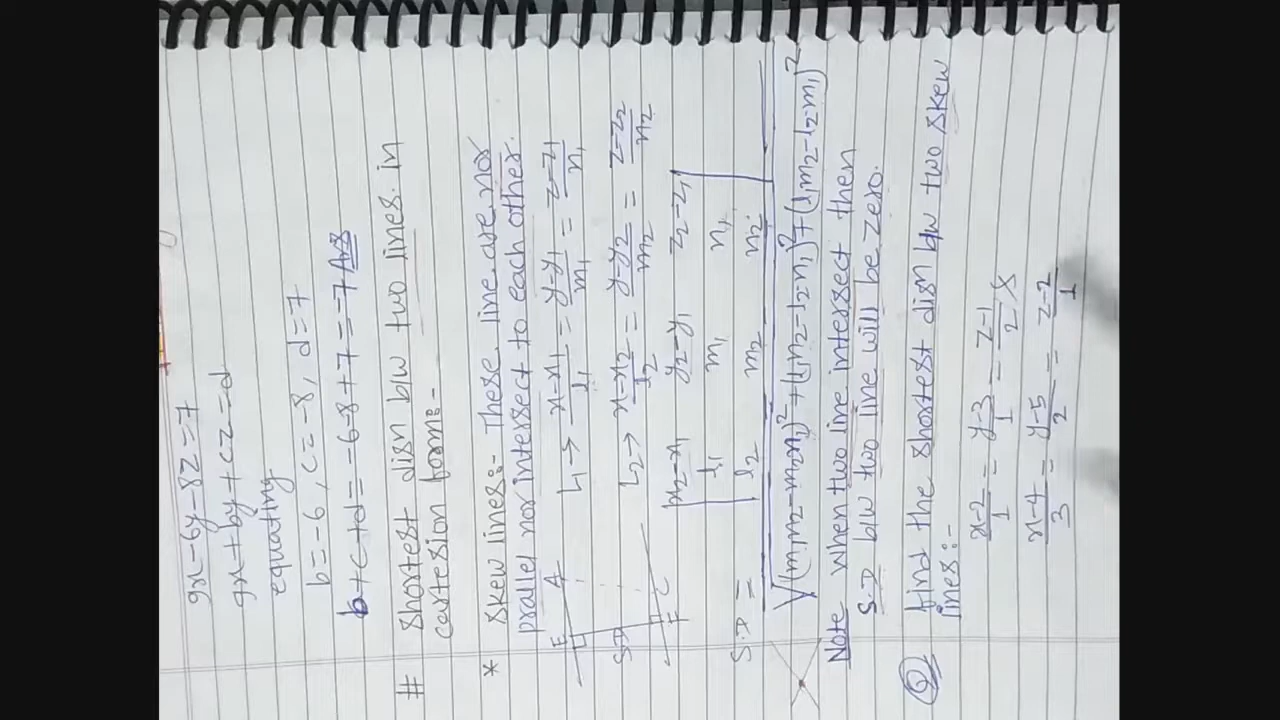 9x-6y-8z=7
9x+by+cz=d
equating
b=-6, c=-8, d=7
b+c+d=-6-8+7=-7 Ans
# Shortest disn b/w two lines. in
cartesion form:-
* Skew lines:- These line are nor
prallel nor intersect to each other.
E A
L₁→ x-x₁/l₁ = y-y₁/m₁ = z-z₁/n₁
S.D
L₂→ x-x₂/l₂ = y-y₂/m₂ = z-z₂/n₂
F C
x₂-x₁ y₂-y₁ z₂-z₁
l₁ m₁ n₁
S.D = l₂ m₂ n₂
√(m₁n₂-m₂n₁)²+(l₁n₂-l₂n₁)²+(l₁m₂-l₂m₁)²
Note When two line intersect then
S.D b/w two line will be zero.
Q find the shortest disn b/w two skew
lines:-
x-2/1 = y-3/1 = z-1/2
x-4/3 = y-5/2 = z-2/1